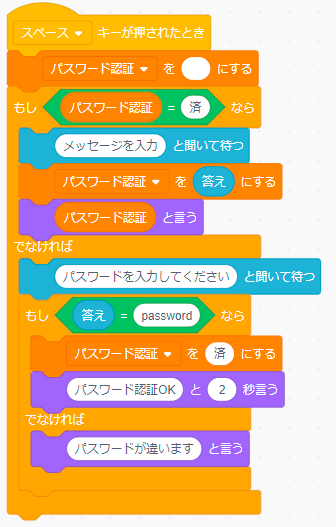 スペース キーが押されたとき
パスワード認証 を にする
もし パスワード認証 = 済 なら
メッセージを入力 と聞いて待つ
パスワード認証 を 答え にする
パスワード認証 と言う
でなければ
パスワードを入力してください と聞いて待つ
もし 答え = password なら
パスワード認証 を 済 にする
パスワード認証OK と 2 秒言う
でなければ
パスワードが違います と言う